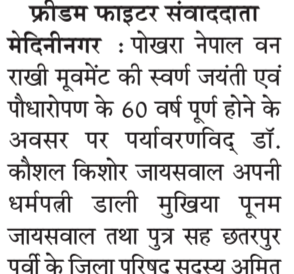 फ्रीडम फाइटर संवाददाता
मेदिनीनगर : पोखरा नेपाल वन
राखी मूवमेंट की स्वर्ण जयंती एवं
पौधारोपण के 60 वर्ष पूर्ण होने के
अवसर पर पर्यावरणविद् डॉ.
कौशल किशोर जायसवाल अपनी
धर्मपत्नी डाली मुखिया पूनम
जायसवाल तथा पुत्र सह छतरपुर
पूर्वी के जिला परिषद सदस्य अमित